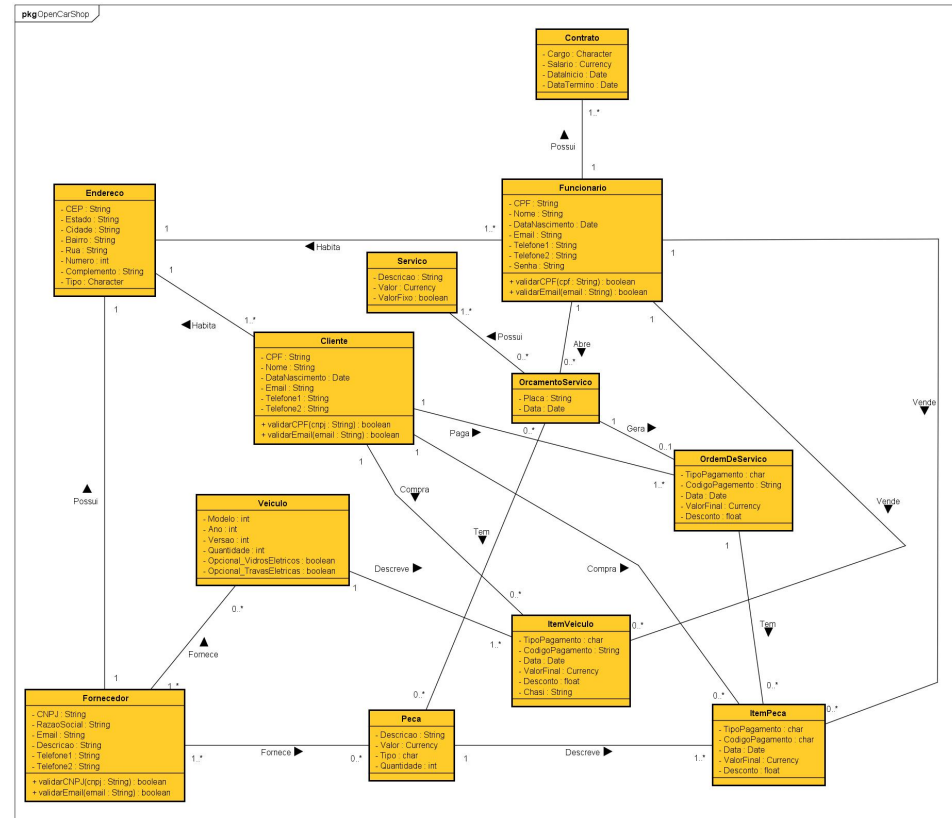 pkg OpenCarShop
Contrato
- Cargo : Character
- Salario : Currency
- DataInicio : Date
- DataTermino : Date
1..*
Possui
1
Endereco
- CEP : String
- Estado : String
- Cidade : String
- Bairro : String
- Rua : String
- Numero : int
- Complemento : String
- Tipo : Character
Funcionario
- CPF : String
- Nome : String
- DataNascimento : Date
- Email : String
- Telefone1 : String
- Telefone2 : String
- Senha : String
+ validarCPF(cpf : String) : boolean
+ validarEmail(email : String) : boolean
1
1..*
Habita
1
Servico
- Descricao : String
- Valor : Currency
- ValorFixo : boolean
1
1..*
Habita
1
1..*
Possui
0..*
1
Abre
0..*
1
Cliente
- CPF : String
- Nome : String
- DataNascimento : Date
- Email : String
- Telefone1 : String
- Telefone2 : String
+ validarCPF(cnpj : String) : boolean
+ validarEmail(email : String) : boolean
OrcamentoServico
- Placa : String
- Data : Date
Vende
1
Paga
1..*
0..*
1
Gera
0..1
OrdemDeServico
- TipoPagamento : char
- CodigoPagemento : String
- Data : Date
- ValorFinal : Currency
- Desconto : float
1
1
Compra
Possui
Vende
Veiculo
- Modelo : int
- Ano : int
- Versao : int
- Quantidade : int
- Opcional_VidrosEletricos : boolean
- Opcional_TravasEletricas : boolean
Tem
1
Descreve
Compra
1
0..*
0..*
1..*
0..*
ItemVeiculo
- TipoPagamento : char
- CodigoPagamento : String
- Data : Date
- ValorFinal : Currency
- Desconto : float
- Chasi : String
Tem
Fornece
1
1..*
0..*
0..*
0..*
0..*
Fornecedor
- CNPJ : String
- RazaoSocial : String
- Email : String
- Descricao : String
- Telefone1 : String
- Telefone2 : String
+ validarCNPJ(cnpj : String) : boolean
+ validarEmail(email : String) : boolean
Peca
- Descricao : String
- Valor : Currency
- Tipo : char
- Quantidade : int
ItemPeca
- TipoPagamento : char
- CodigoPagamento : char
- Data : Date
- ValorFinal : Currency
- Desconto : float
1..*
Fornece
0..*
1
Descreve
1..*